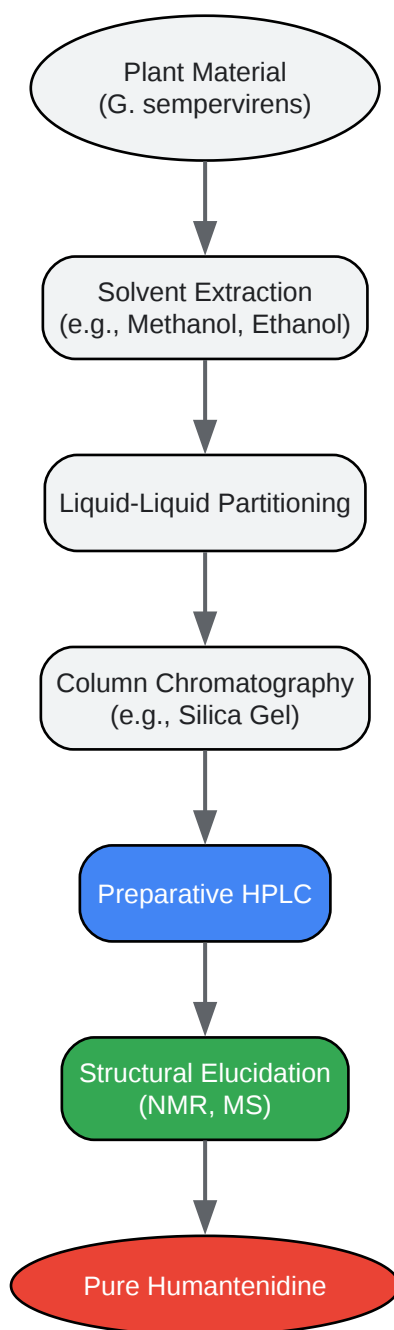 Plant Material
(G. sempervirens)
Solvent Extraction
(e.g., Methanol, Ethanol)
Liquid-Liquid Partitioning
Column Chromatography
(e.g., Silica Gel)
Preparative HPLC
Structural Elucidation
(NMR, MS)
Pure Humantenidine